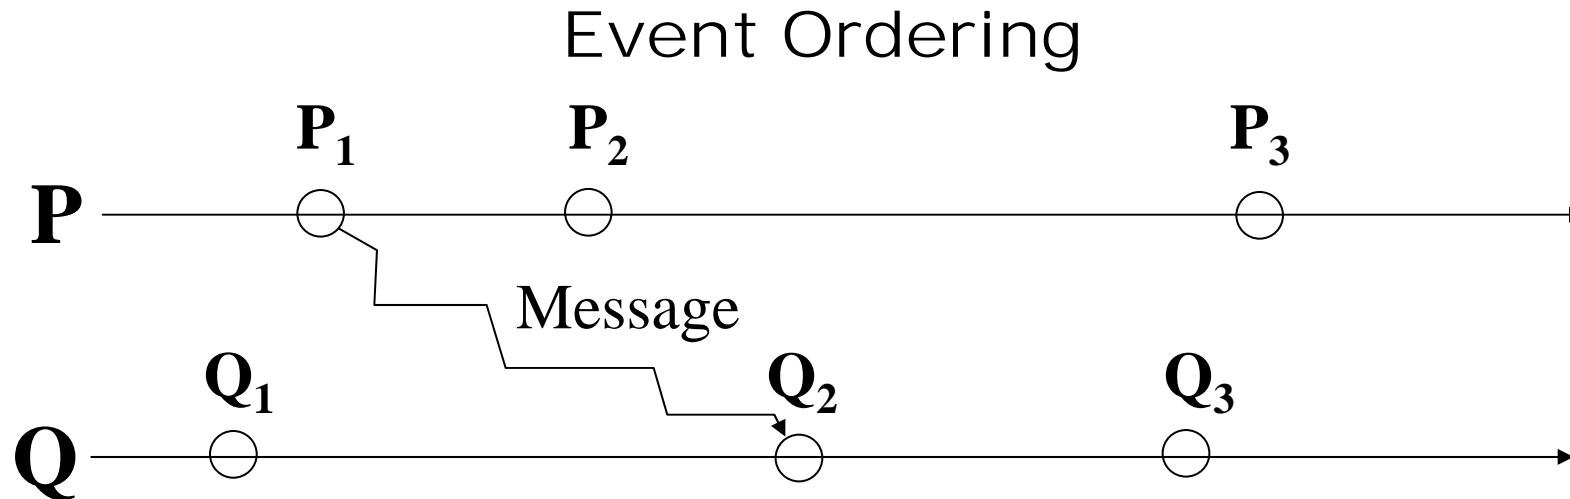 Event Ordering
P₁ P₂ P₃
P
Message
Q₁ Q₂ Q₃
Q